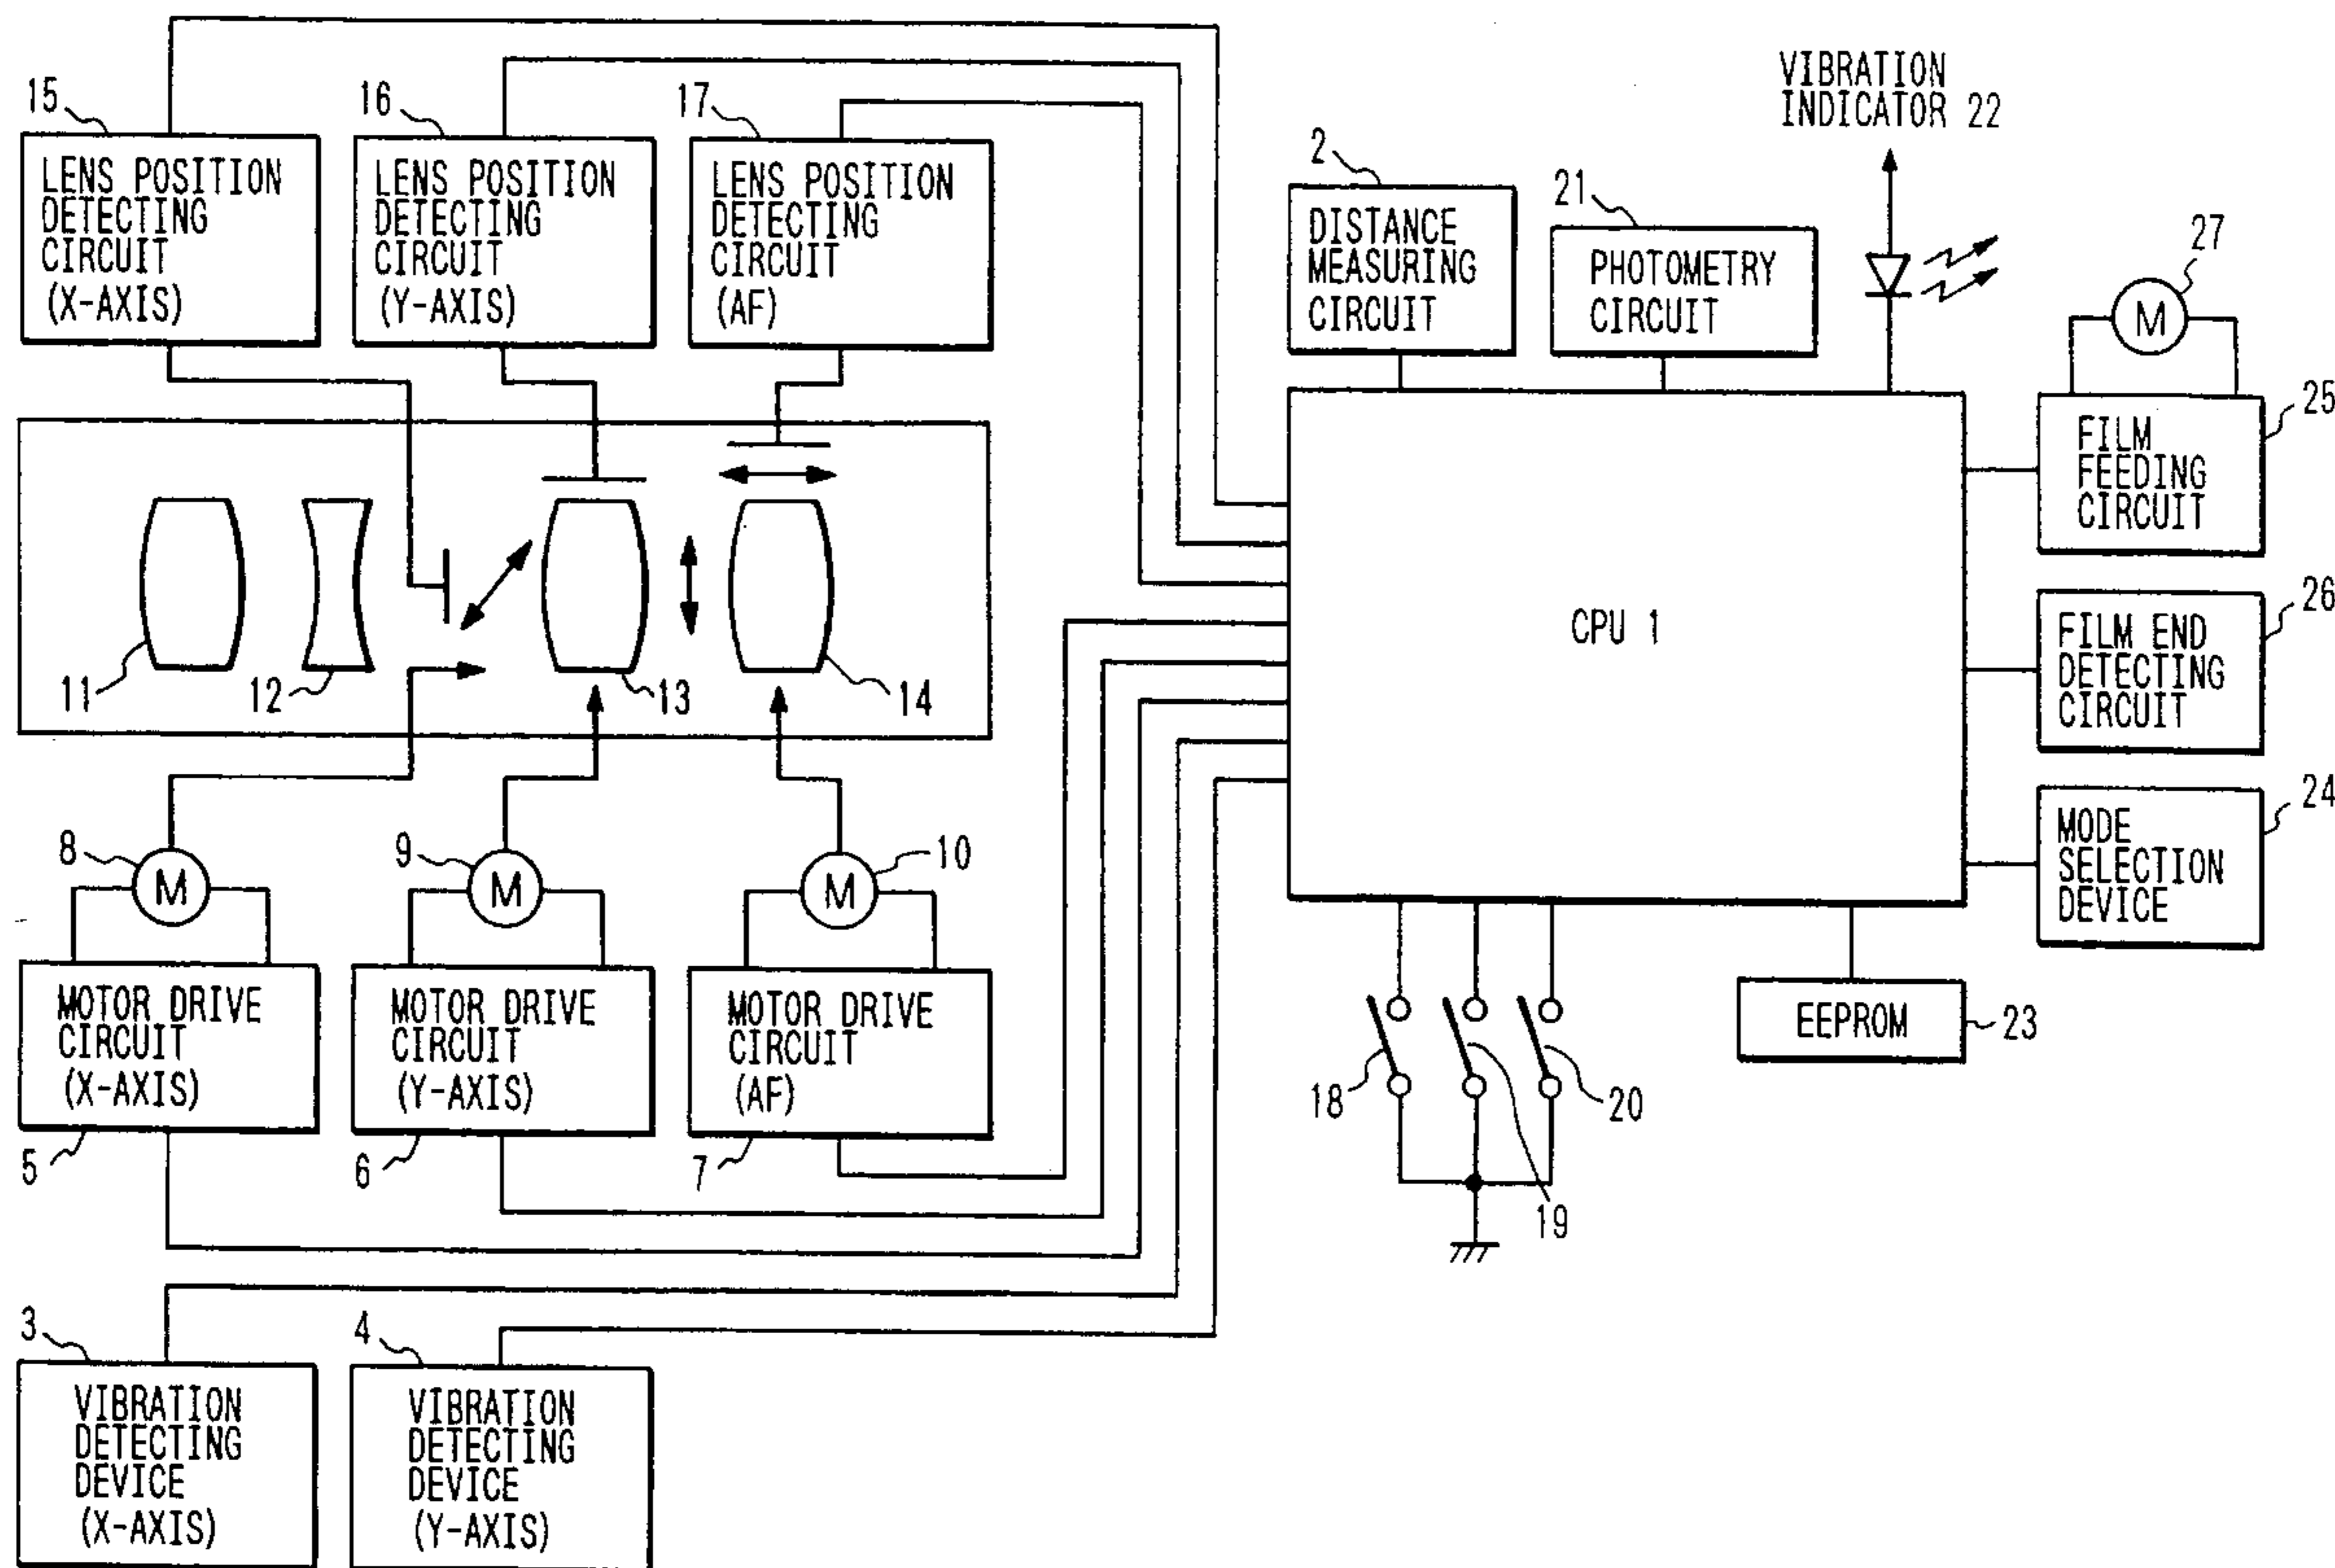 15
LENS POSITION
DETECTING
CIRCUIT
(X-AXIS)
16
LENS POSITION
DETECTING
CIRCUIT
(Y-AXIS)
17
LENS POSITION
DETECTING
CIRCUIT
(AF)
2
DISTANCE
MEASURING
CIRCUIT
21
PHOTOMETRY
CIRCUIT
VIBRATION
INDICATOR 22
27
M
25
FILM
FEEDING
CIRCUIT
26
FILM END
DETECTING
CIRCUIT
24
MODE
SELECTION
DEVICE
CPU 1
11
12
13
14
8
M
9
M
10
M
MOTOR DRIVE
CIRCUIT
(X-AXIS)
5
MOTOR DRIVE
CIRCUIT
(Y-AXIS)
6
MOTOR DRIVE
CIRCUIT
(AF)
7
18
19
20
EEPROM
23
3
VIBRATION
DETECTING
DEVICE
(X-AXIS)
4
VIBRATION
DETECTING
DEVICE
(Y-AXIS)